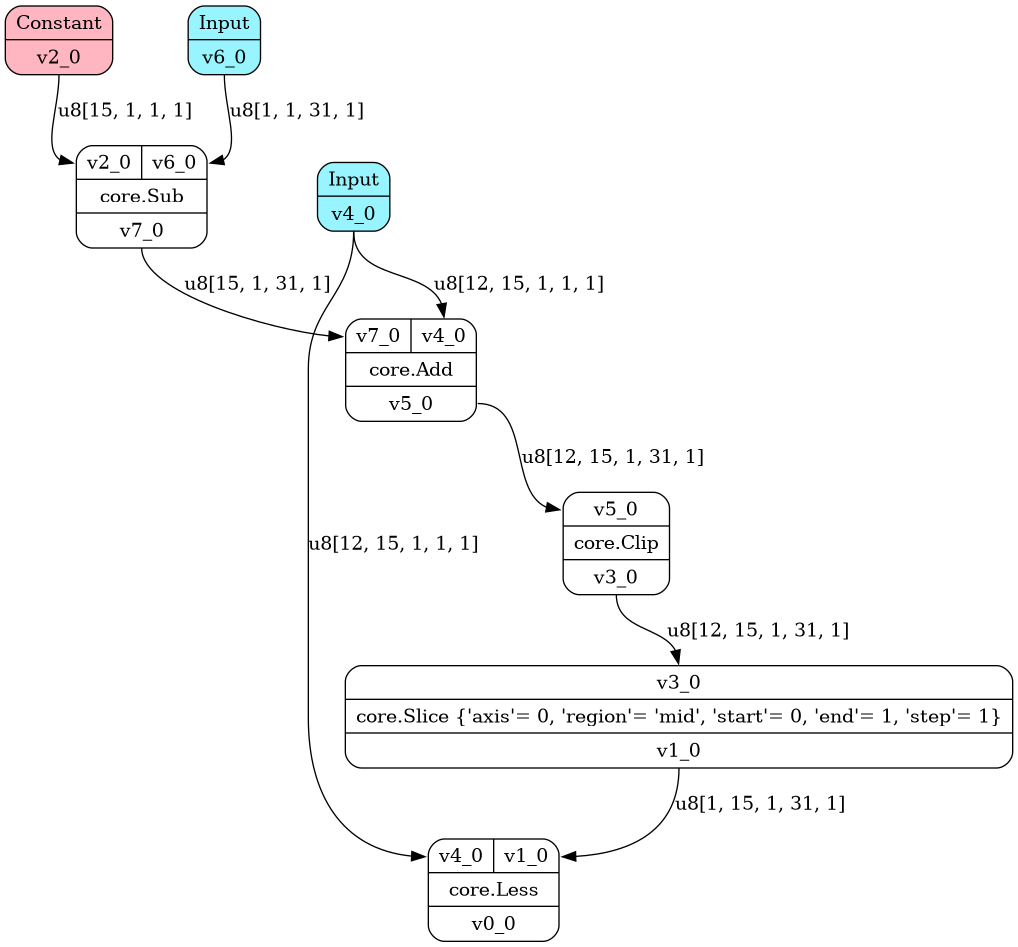 Constant
v2_0
Input
v6_0
u8[15, 1, 1, 1]
u8[1, 1, 31, 1]
v2_0 v6_0
core.Sub
v7_0
Input
v4_0
u8[15, 1, 31, 1]
u8[12, 15, 1, 1, 1]
v7_0 v4_0
core.Add
v5_0
u8[12, 15, 1, 31, 1]
v5_0
core.Clip
v3_0
u8[12, 15, 1, 1, 1]
u8[12, 15, 1, 31, 1]
v3_0
core.Slice {'axis'= 0, 'region'= 'mid', 'start'= 0, 'end'= 1, 'step'= 1}
v1_0
u8[1, 15, 1, 31, 1]
v4_0 v1_0
core.Less
v0_0